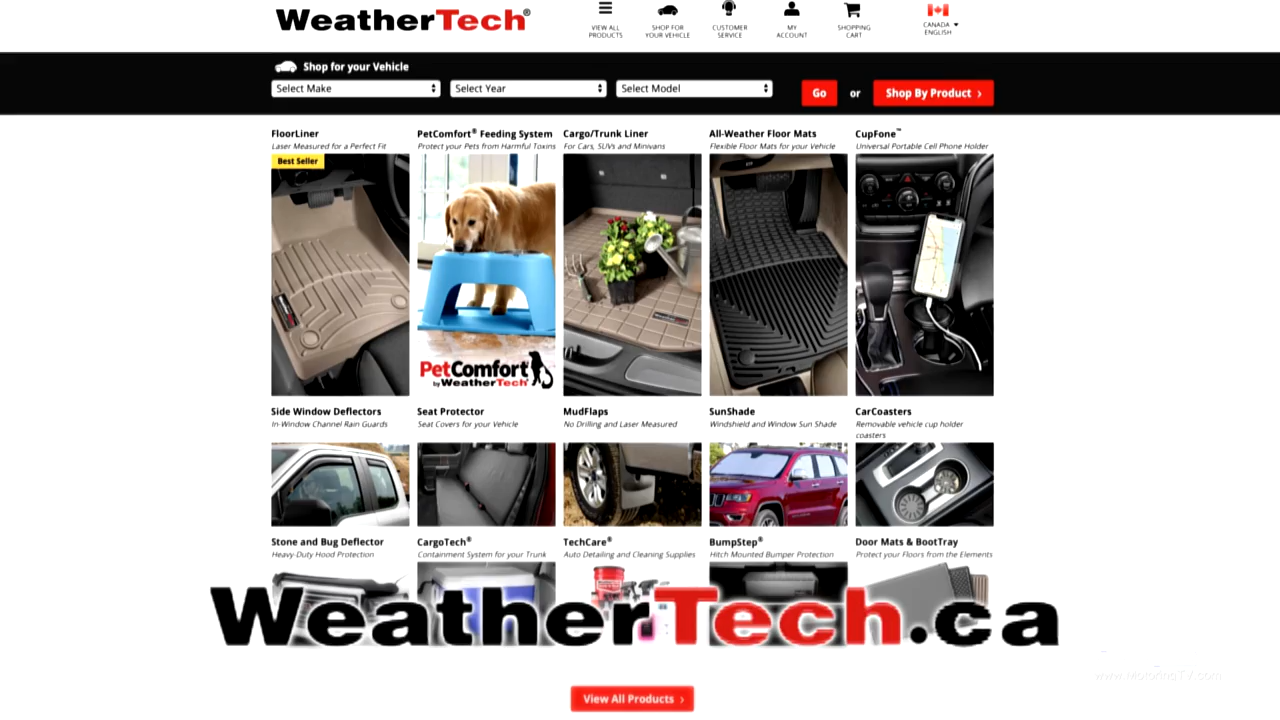 WeatherTech®
VIEW ALL PRODUCTS
SHOP FOR YOUR VEHICLE
CUSTOMER SERVICE
MY ACCOUNT
SHOPPING CART
CANADA ENGLISH
Shop for your Vehicle
Select Make Select Year Select Model Go or Shop By Product ›
FloorLiner
Laser Measured for a Perfect Fit
Best Seller
PetComfort® Feeding System
Protect your Pets from Harmful Toxins
PetComfort
by WeatherTech®
Cargo/Trunk Liner
For Cars, SUVs and Minivans
All-Weather Floor Mats
Flexible Floor Mats for your Vehicle
CupFone™
Universal Portable Cell Phone Holder
Side Window Deflectors
In-Window Channel Rain Guards
Seat Protector
Seat Covers for your Vehicle
MudFlaps
No Drilling and Laser Measured
SunShade
Windshield and Window Sun Shade
CarCoasters
Removable vehicle cup holder
coasters
Stone and Bug Deflector
Heavy-Duty Hood Protection
CargoTech®
Containment System for your Trunk
TechCare®
Auto Detailing and Cleaning Supplies
BumpStep®
Hitch Mounted Bumper Protection
Door Mats & BootTray
Protect your Floors from the Elements
WeatherTech.ca
www.MotoringTV.com
View All Products ›